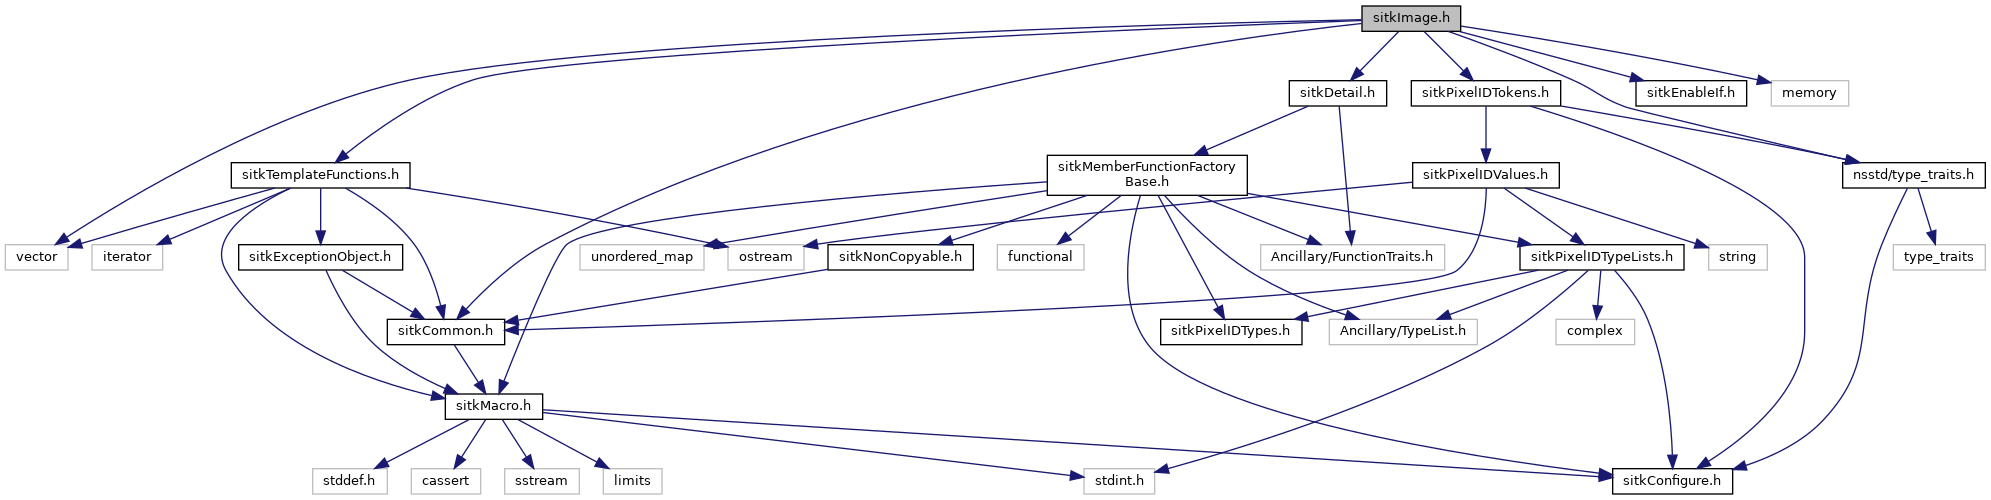 sitkImage.h
sitkDetail.h
sitkPixelIDTokens.h
sitkEnableIf.h
memory
sitkTemplateFunctions.h
sitkMemberFunctionFactory
Base.h
sitkPixelIDValues.h
nsstd/type_traits.h
vector
iterator
sitkExceptionObject.h
unordered_map
ostream
sitkNonCopyable.h
functional
Ancillary/FunctionTraits.h
sitkPixelIDTypeLists.h
string
type_traits
sitkCommon.h
sitkPixelIDTypes.h
Ancillary/TypeList.h
complex
sitkMacro.h
stddef.h
cassert
sstream
limits
stdint.h
sitkConfigure.h